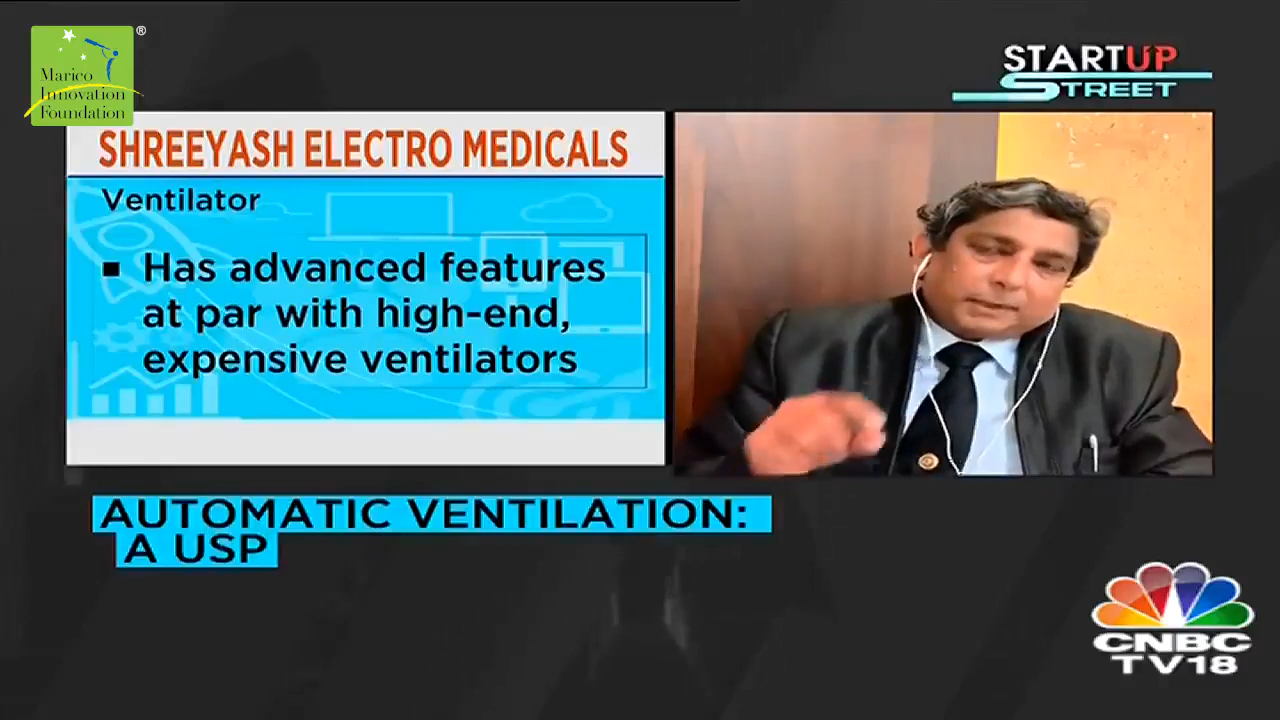 Marico
Innovation
Foundation
®
STARTUP
STREET
SHREEYASH ELECTRO MEDICALS
Ventilator
▪ Has advanced features
at par with high-end,
expensive ventilators
AUTOMATIC VENTILATION:
A USP
CNBC
TV18